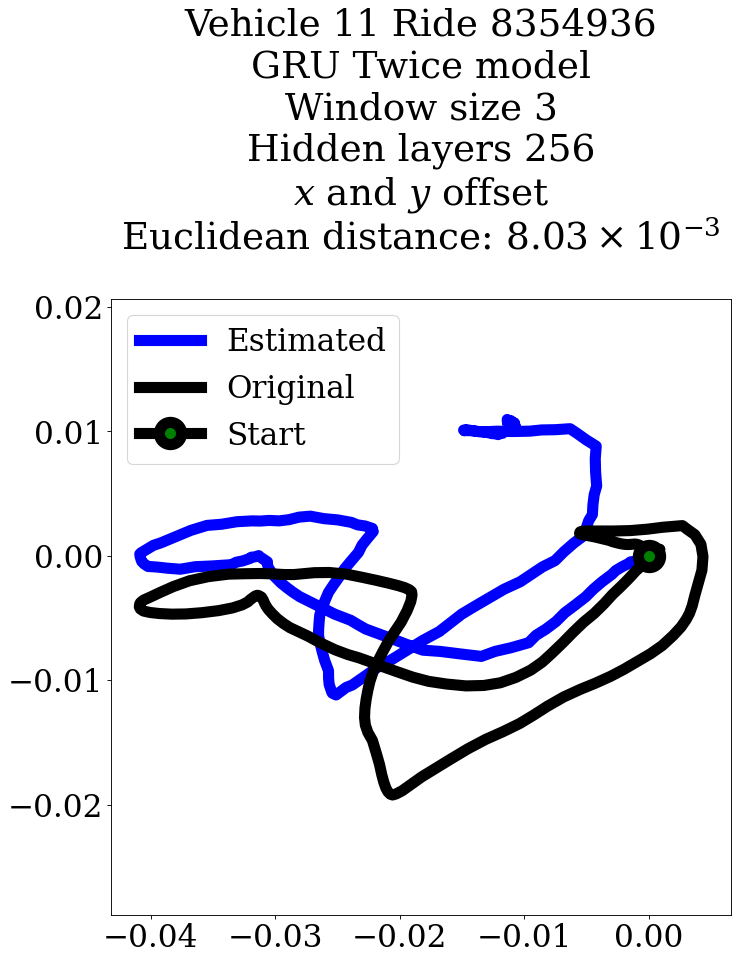 Vehicle 11 Ride 8354936
GRU Twice model
Window size 3
Hidden layers 256
x and y offset
Euclidean distance: 8.03 × 10⁻³
0.02
0.01
0.00
−0.01
−0.02
Estimated
Original
Start
−0.04 −0.03 −0.02 −0.01 0.00